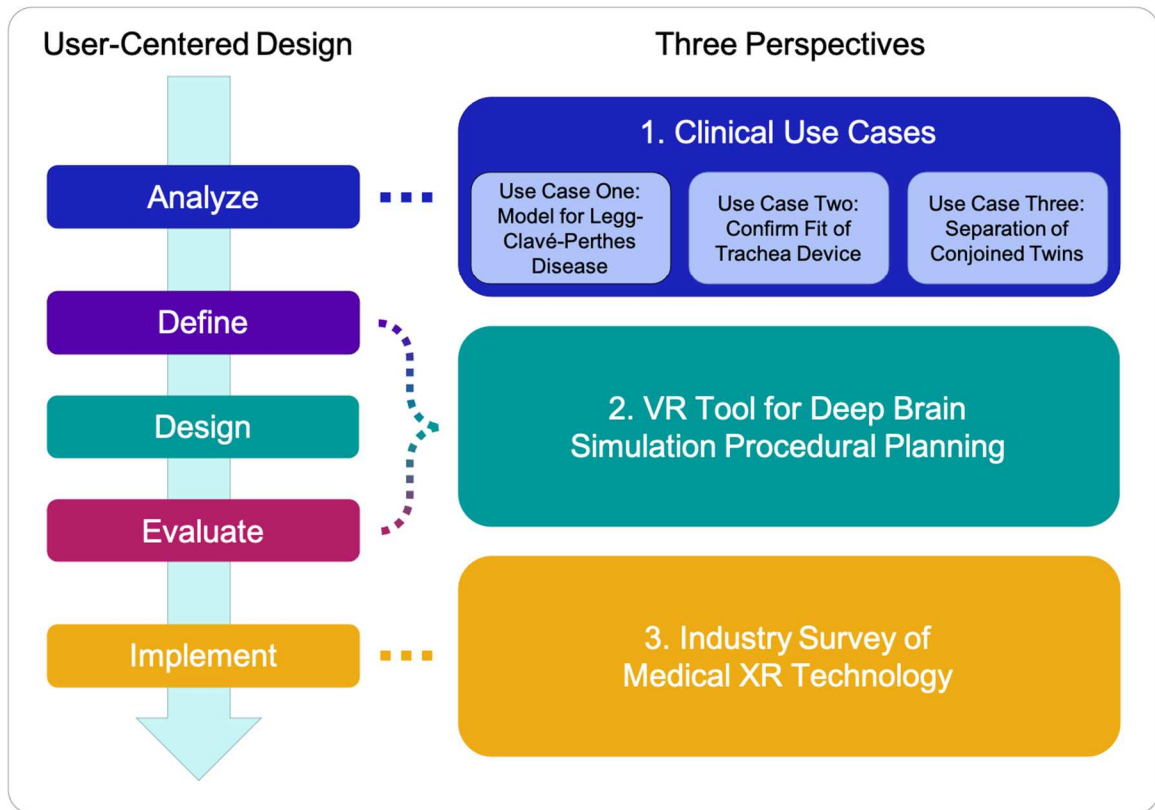 User-Centered Design
Three Perspectives
Analyze
Define
Design
Evaluate
Implement
1. Clinical Use Cases
Use Case One:
Model for Legg-
Clavé-Perthes
Disease
Use Case Two:
Confirm Fit of
Trachea Device
Use Case Three:
Separation of
Conjoined Twins
2. VR Tool for Deep Brain
Simulation Procedural Planning
3. Industry Survey of
Medical XR Technology